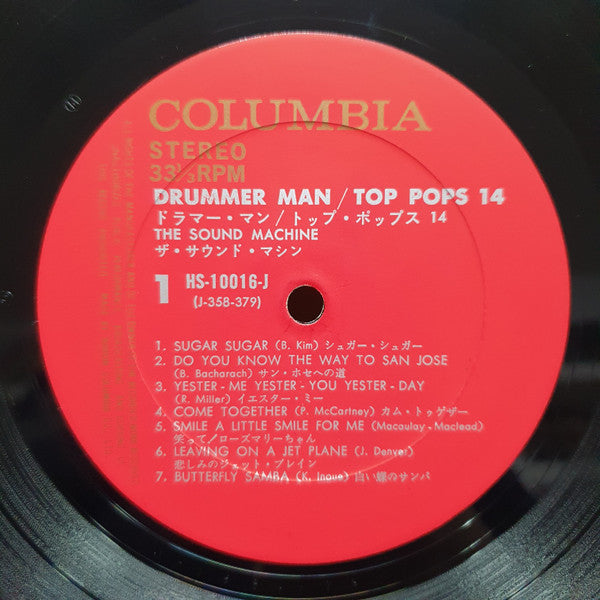 COLUMBIA
STEREO
33⅓RPM
DRUMMER MAN / TOP POPS 14
ドラマー・マン / トップ・ポップス 14
THE SOUND MACHINE
ザ・サウンド・マシン
1 HS-10016-J
(J-358-379)
1. SUGAR SUGAR (B. Kim) シュガー・シュガー
2. DO YOU KNOW THE WAY TO SAN JOSE
(B. Bacharach) サン・ホセへの道
3. YESTER-ME YESTER-YOU YESTER-DAY
(R. Miller) イエスター・ミー
4. COME TOGETHER (P. McCartney) カム・トゥゲザー
5. SMILE A LITTLE SMILE FOR ME (Macaulay-Maclead)
笑って!ローズマリーちゃん
6. LEAVING ON A JET PLANE (J. Denver)
悲しみのジェット・プレイン
7. BUTTERFLY SAMBA (K. Inoue) 白い蝶のサンバ